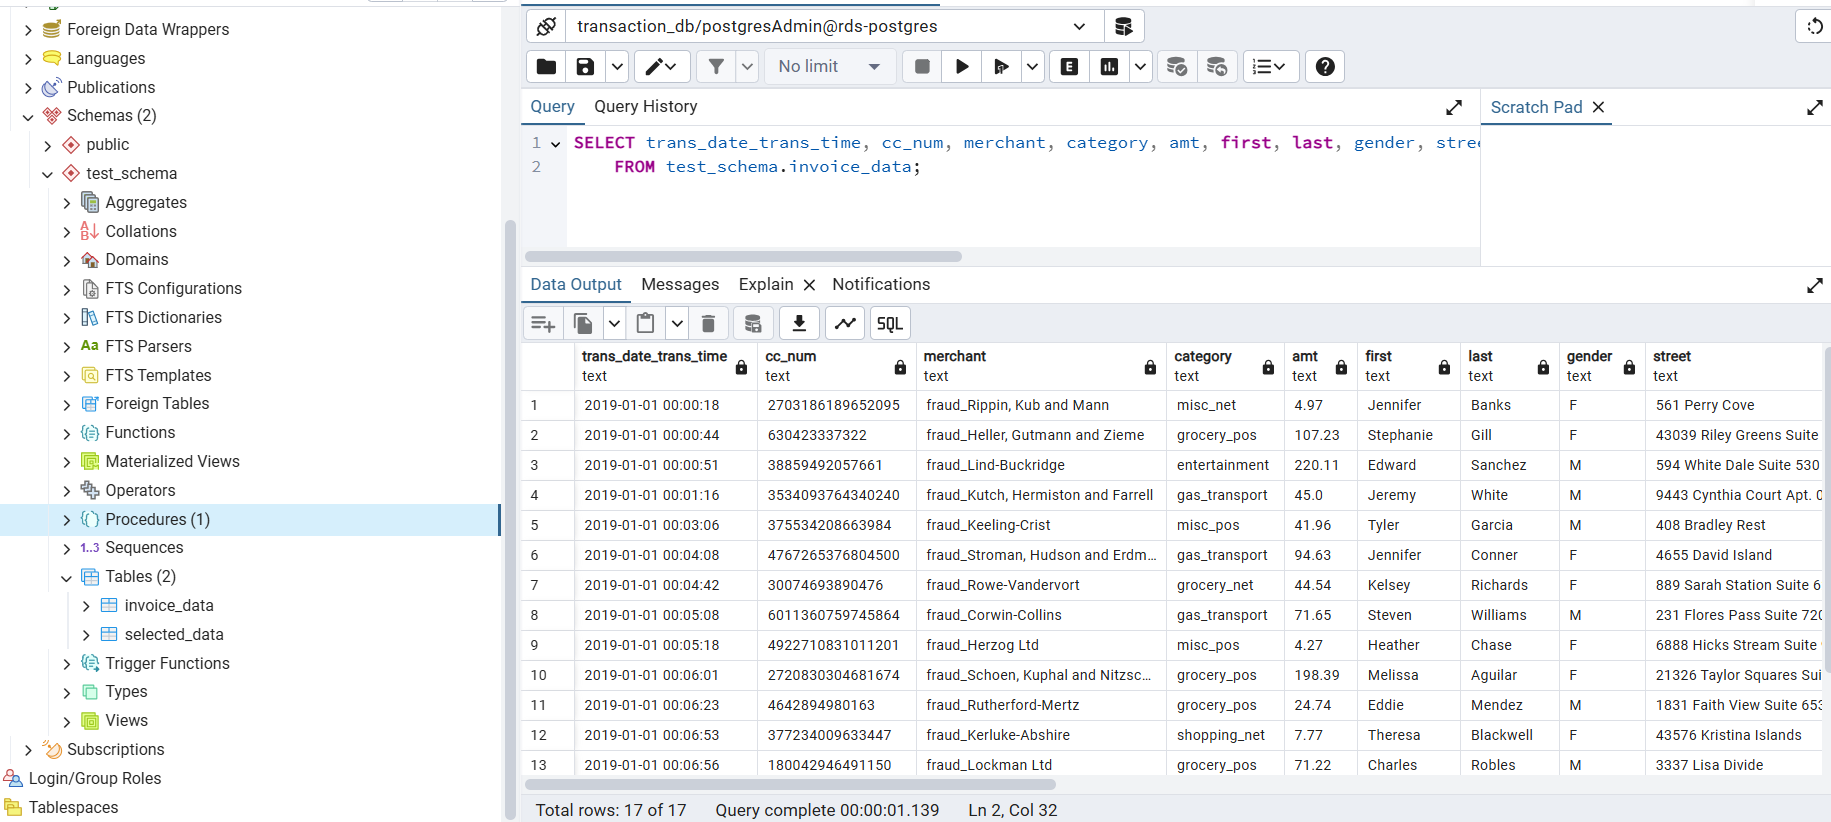 Foreign Data Wrappers
Languages
Publications
Schemas (2)
public
test_schema
Aggregates
Collations
Domains
FTS Configurations
FTS Dictionaries
Aa FTS Parsers
FTS Templates
Foreign Tables
Functions
Materialized Views
Operators
Procedures (1)
1..3 Sequences
Tables (2)
invoice_data
selected_data
Trigger Functions
Types
Views
Subscriptions
Login/Group Roles
Tablespaces
transaction_db/postgresAdmin@rds-postgres
No limit
E
Query Query History
Scratch Pad
1 SELECT trans_date_trans_time, cc_num, merchant, category, amt, first, last, gender, stree
2 FROM test_schema.invoice_data;
Data Output Messages Explain Notifications
SQL
trans_date_trans_time cc_num merchant category amt first last gender street
text text text text text text text text text
1 2019-01-01 00:00:18 2703186189652095 fraud_Rippin, Kub and Mann misc_net 4.97 Jennifer Banks F 561 Perry Cove
2 2019-01-01 00:00:44 630423337322 fraud_Heller, Gutmann and Zieme grocery_pos 107.23 Stephanie Gill F 43039 Riley Greens Suite
3 2019-01-01 00:00:51 38859492057661 fraud_Lind-Buckridge entertainment 220.11 Edward Sanchez M 594 White Dale Suite 530
4 2019-01-01 00:01:16 3534093764340240 fraud_Kutch, Hermiston and Farrell gas_transport 45.0 Jeremy White M 9443 Cynthia Court Apt. 0
5 2019-01-01 00:03:06 375534208663984 fraud_Keeling-Crist misc_pos 41.96 Tyler Garcia M 408 Bradley Rest
6 2019-01-01 00:04:08 4767265376804500 fraud_Stroman, Hudson and Erdm... gas_transport 94.63 Jennifer Conner F 4655 David Island
7 2019-01-01 00:04:42 30074693890476 fraud_Rowe-Vandervort grocery_net 44.54 Kelsey Richards F 889 Sarah Station Suite 6
8 2019-01-01 00:05:08 6011360759745864 fraud_Corwin-Collins gas_transport 71.65 Steven Williams M 231 Flores Pass Suite 720
9 2019-01-01 00:05:18 4922710831011201 fraud_Herzog Ltd misc_pos 4.27 Heather Chase F 6888 Hicks Stream Suite
10 2019-01-01 00:06:01 2720830304681674 fraud_Schoen, Kuphal and Nitzsc... grocery_pos 198.39 Melissa Aguilar F 21326 Taylor Squares Sui
11 2019-01-01 00:06:23 4642894980163 fraud_Rutherford-Mertz grocery_pos 24.74 Eddie Mendez M 1831 Faith View Suite 653
12 2019-01-01 00:06:53 377234009633447 fraud_Kerluke-Abshire shopping_net 7.77 Theresa Blackwell F 43576 Kristina Islands
13 2019-01-01 00:06:56 180042946491150 fraud_Lockman Ltd grocery_pos 71.22 Charles Robles M 3337 Lisa Divide
Total rows: 17 of 17 Query complete 00:00:01.139 Ln 2, Col 32